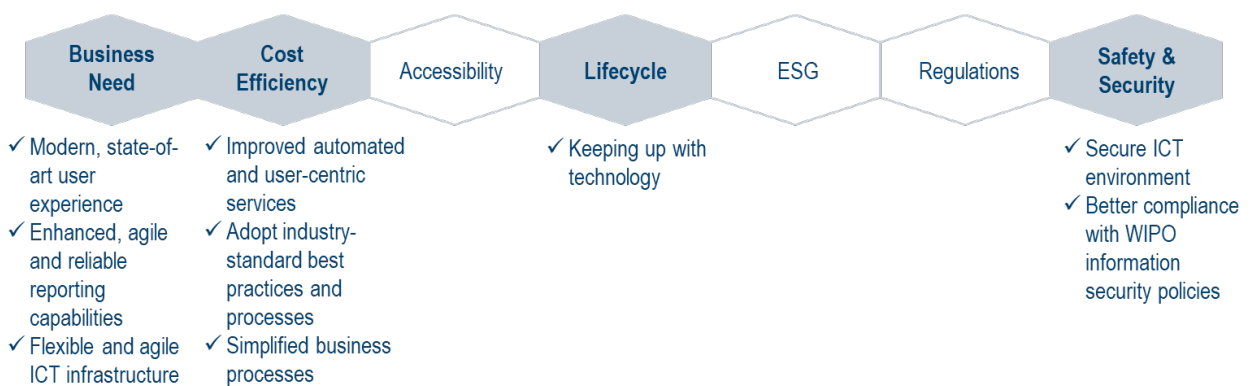 Business
Need
Cost
Efficiency
Accessibility
Lifecycle
ESG
Regulations
Safety &
Security
✓ Modern, state-of-
art user
experience
✓ Enhanced, agile
and reliable
reporting
capabilities
✓ Flexible and agile
ICT infrastructure
✓ Improved automated
and user-centric
services
✓ Adopt industry-
standard best
practices and
processes
✓ Simplified business
processes
✓ Keeping up with
technology
✓ Secure ICT
environment
✓ Better compliance
with WIPO
information
security policies